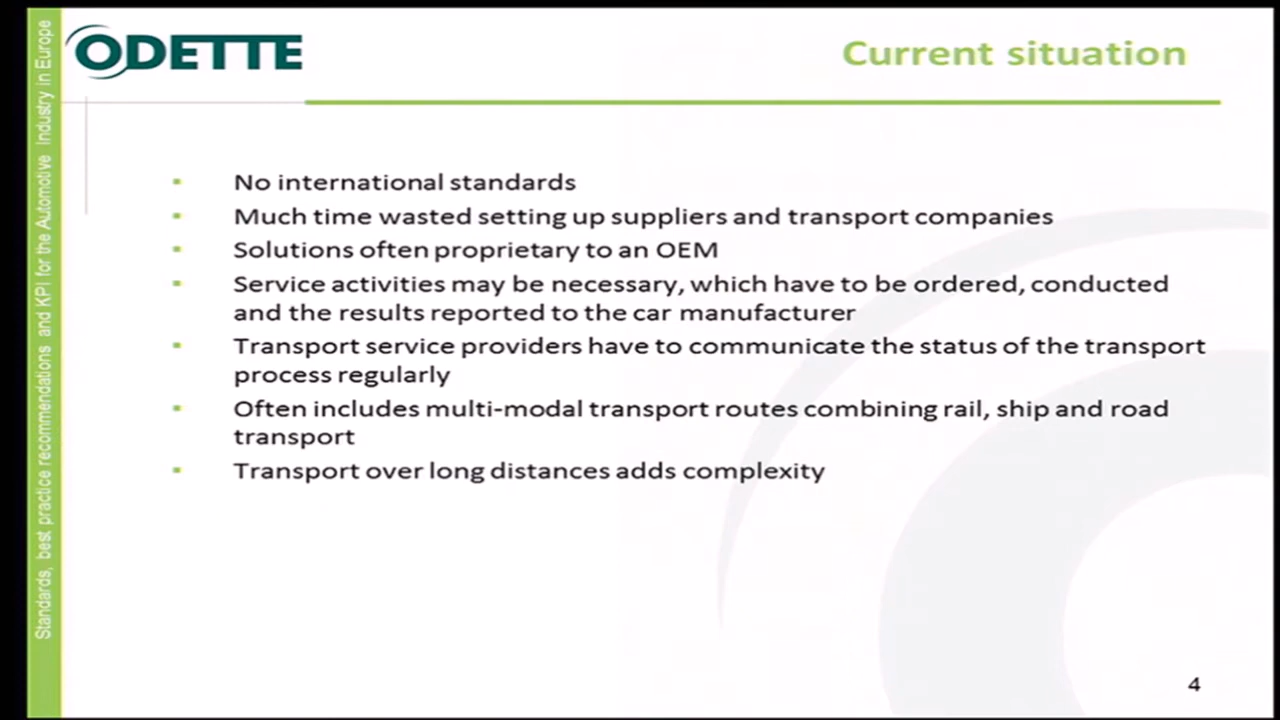 ODETTE
Current situation
Standards, best practice recommendations and KPI for the Automotive Industry in Europe
No international standards
Much time wasted setting up suppliers and transport companies
Solutions often proprietary to an OEM
Service activities may be necessary, which have to be ordered, conducted
and the results reported to the car manufacturer
Transport service providers have to communicate the status of the transport
process regularly
Often includes multi-modal transport routes combining rail, ship and road
transport
Transport over long distances adds complexity
4